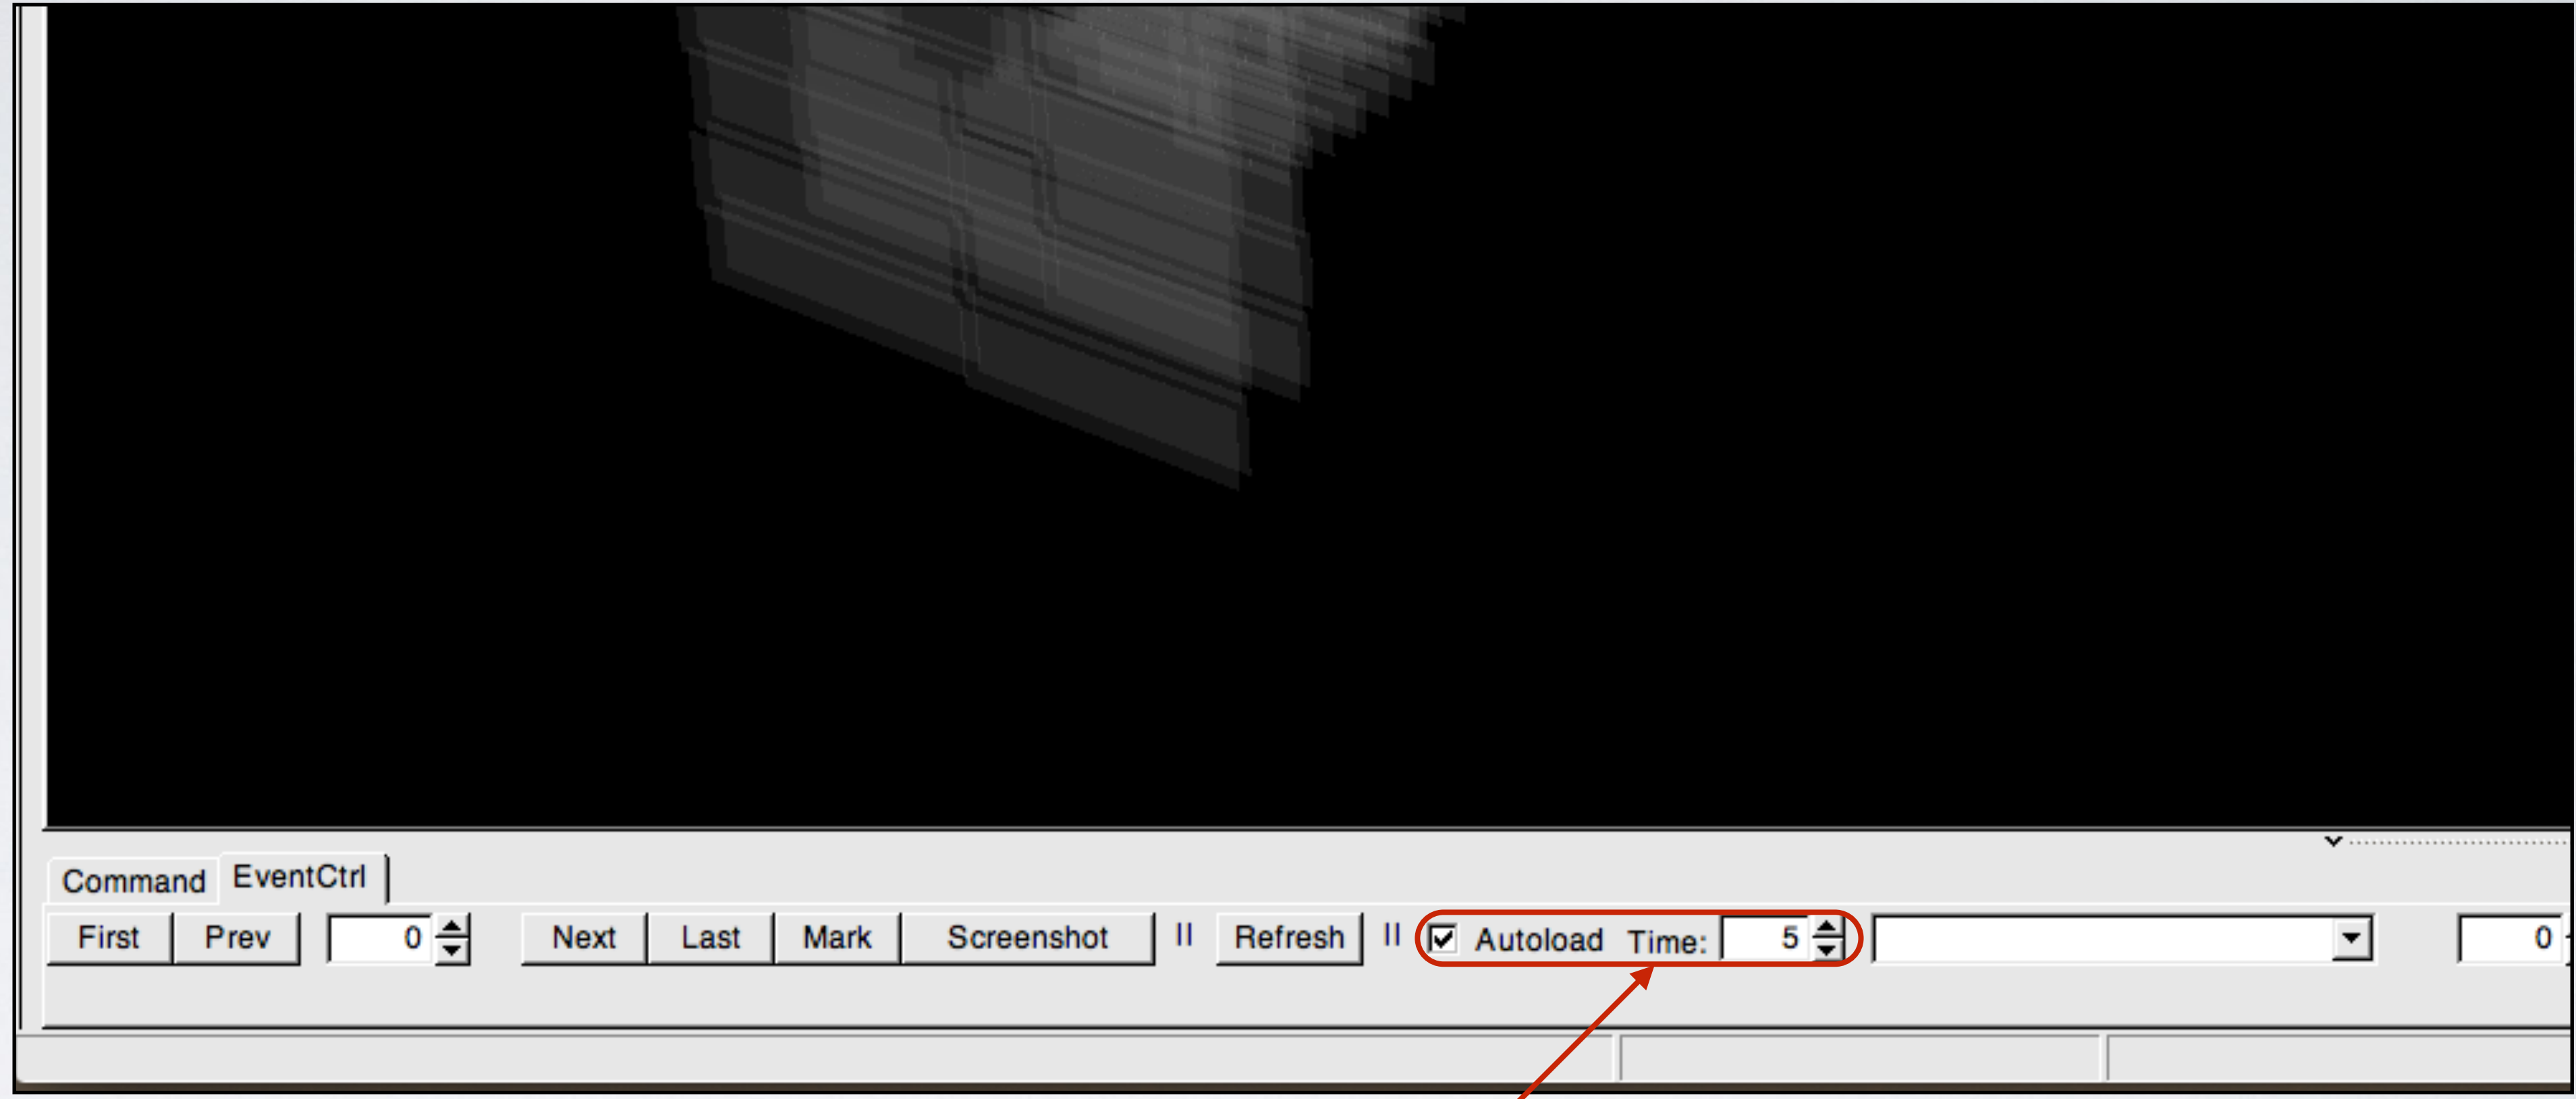 Command EventCtrl
First Prev 0 Next Last Mark Screenshot || Refresh || Autoload Time: 5 0